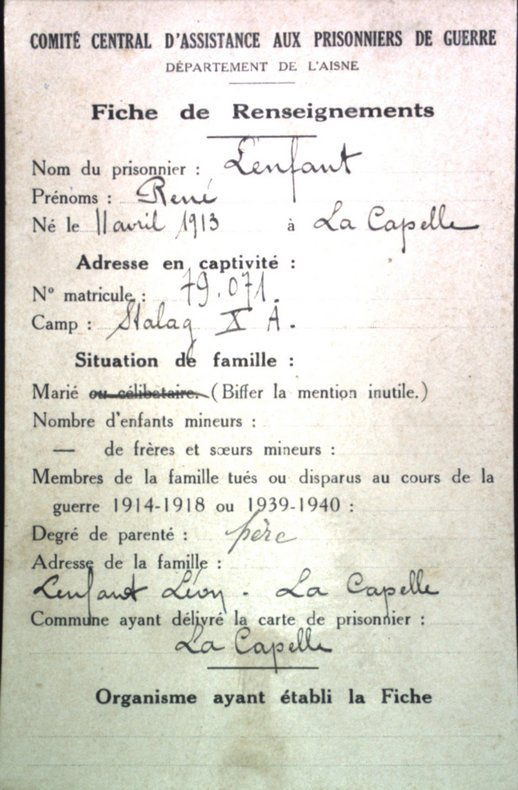 COMITÉ CENTRAL D'ASSISTANCE AUX PRISONNIERS DE GUERRE
DÉPARTEMENT DE L'AISNE
Fiche de Renseignements
Nom du prisonnier : Lenfant
Prénoms : René
Né le 11 avril 1913 à La Capelle
Adresse en captivité :
N° matricule : 79.071.
Camp : Stalag X A.
Situation de famille :
Marié ou célibataire. (Biffer la mention inutile.)
Nombre d'enfants mineurs :
— de frères et sœurs mineurs :
Membres de la famille tués ou disparus au cours de la
guerre 1914-1918 ou 1939-1940 :
Degré de parenté : père
Adresse de la famille :
Lenfant Léon - La Capelle
Commune ayant délivré la carte de prisonnier :
La Capelle
Organisme ayant établi la Fiche